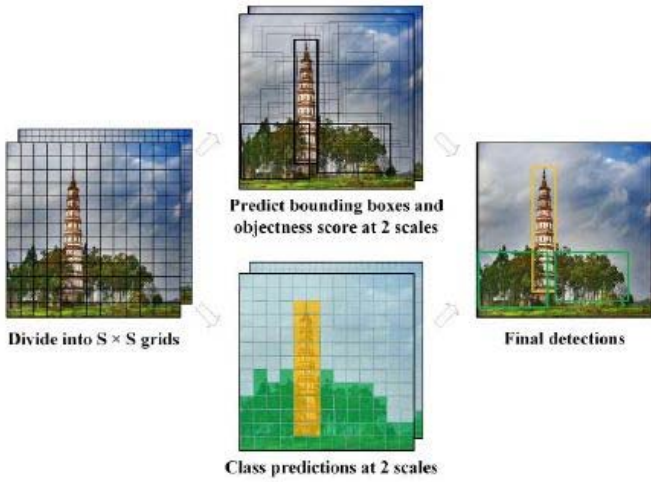 Predict bounding boxes and
objectness score at 2 scales
Divide into S × S grids
Final detections
Class predictions at 2 scales